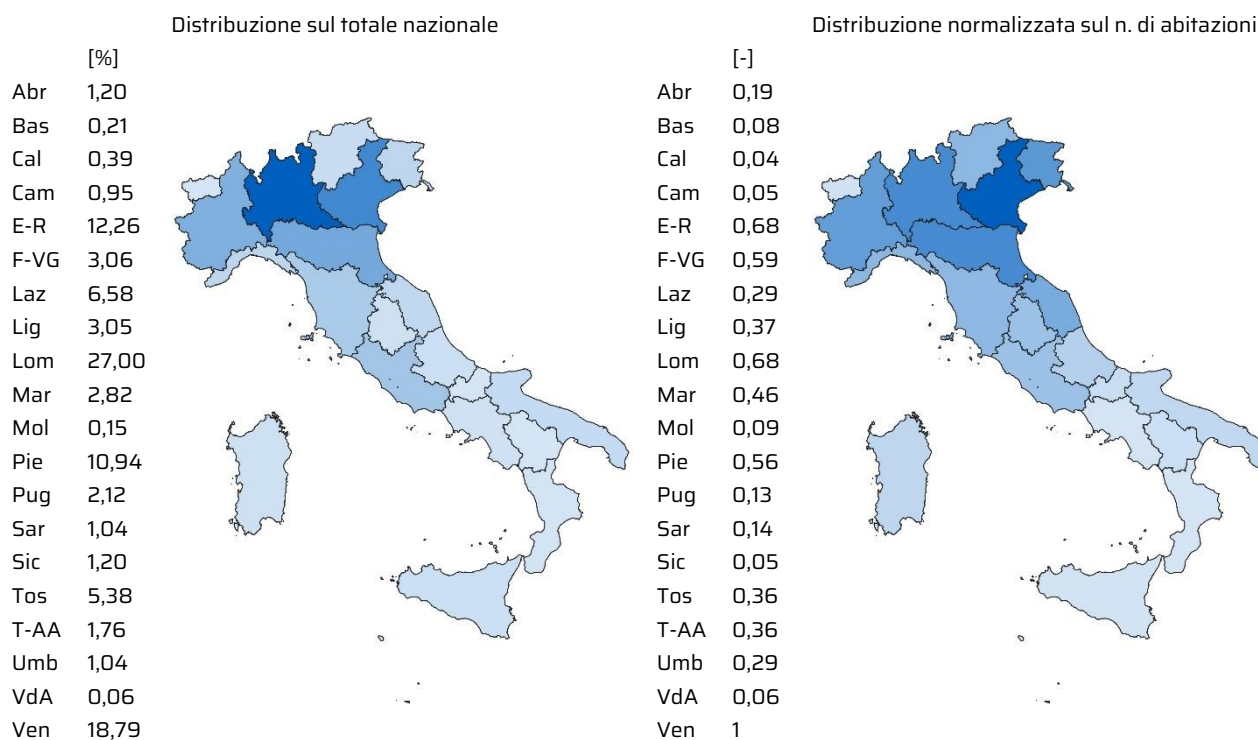 Distribuzione sul totale nazionale
[%]
Abr 1,20
Bas 0,21
Cal 0,39
Cam 0,95
E-R 12,26
F-VG 3,06
Laz 6,58
Lig 3,05
Lom 27,00
Mar 2,82
Mol 0,15
Pie 10,94
Pug 2,12
Sar 1,04
Sic 1,20
Tos 5,38
T-AA 1,76
Umb 1,04
VdA 0,06
Ven 18,79
Distribuzione normalizzata sul n. di abitazioni
[-]
Abr 0,19
Bas 0,08
Cal 0,04
Cam 0,05
E-R 0,68
F-VG 0,59
Laz 0,29
Lig 0,37
Lom 0,68
Mar 0,46
Mol 0,09
Pie 0,56
Pug 0,13
Sar 0,14
Sic 0,05
Tos 0,36
T-AA 0,36
Umb 0,29
VdA 0,06
Ven 1